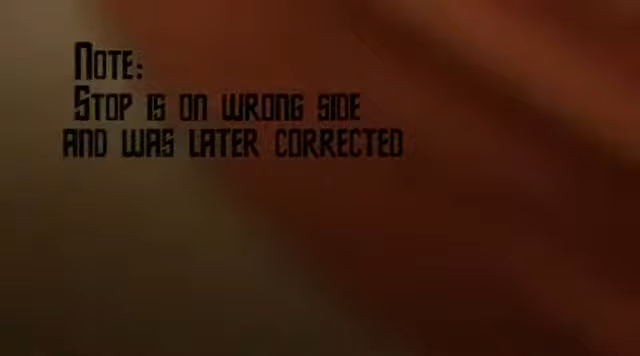 Note:
Stop is on wrong side
and was later corrected